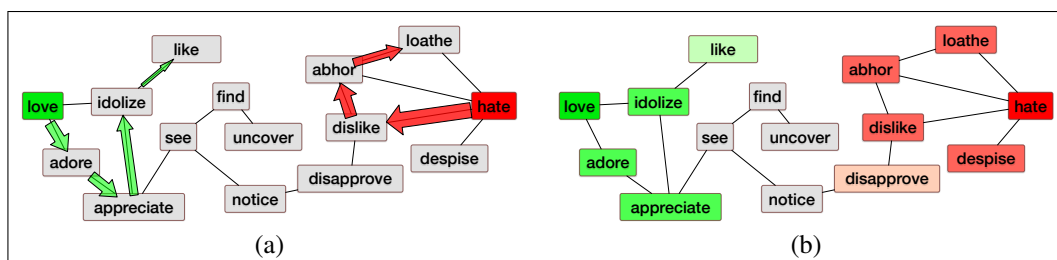 like
loathe
abhor
find
love
idolize
hate
see
uncover
dislike
adore
despise
disapprove
appreciate
notice
(a)
like
loathe
abhor
find
love
idolize
hate
see
uncover
dislike
adore
despise
disapprove
appreciate
notice
(b)